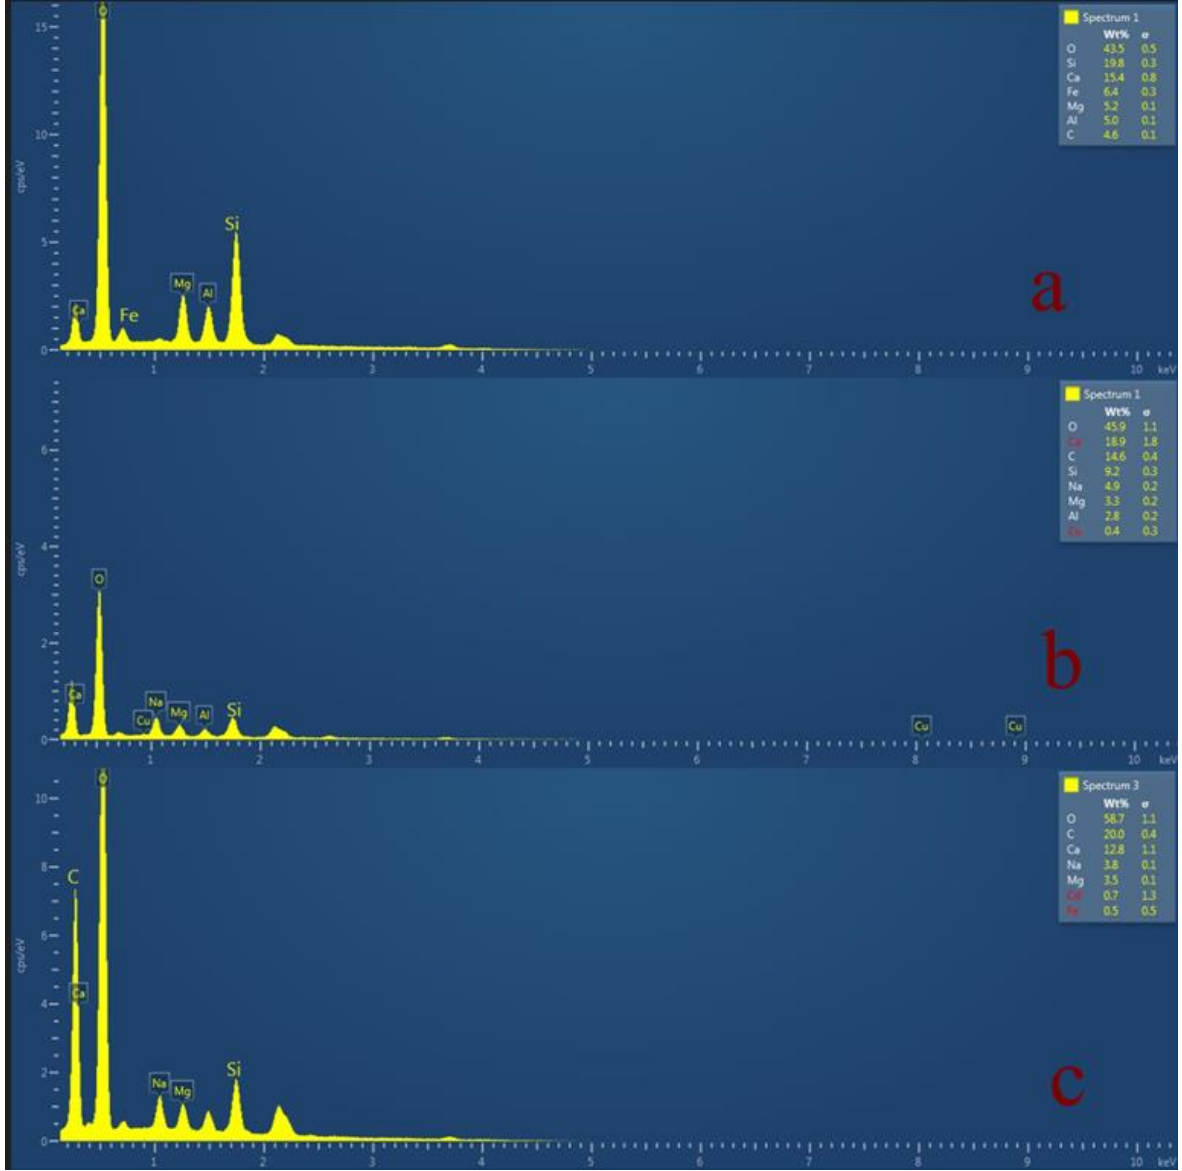 Spectrum 1
Wt% σ
O 43.5 0.5
Si 19.8 0.3
Ca 15.4 0.8
Fe 6.4 0.3
Mg 5.2 0.1
Al 5.0 0.1
C 4.6 0.1
15
10
5
0
cps/eV
O
Ca
Fe
Mg
Al
Si
a
1 2 3 4 5 6 7 8 9 10 keV
Spectrum 1
Wt% σ
O 45.9 1.1
Ca 18.9 1.8
C 14.6 0.4
Si 9.2 0.3
Na 4.9 0.2
Mg 3.3 0.2
Al 2.8 0.2
Cu 0.4 0.3
6
4
2
0
cps/eV
Ca
O
Cu
Na
Mg
Al
Si
Cu
Cu
b
1 2 3 4 5 6 7 8 9 10 keV
Spectrum 3
Wt% σ
O 58.7 1.1
C 20.0 0.4
Ca 12.8 1.1
Na 3.8 0.1
Mg 3.5 0.1
0.7 1.3
Fe 0.5 0.5
10
8
6
4
2
0
cps/eV
C
Ca
O
Na
Mg
Si
c
1 2 3 4 5 6 7 8 9 10 keV